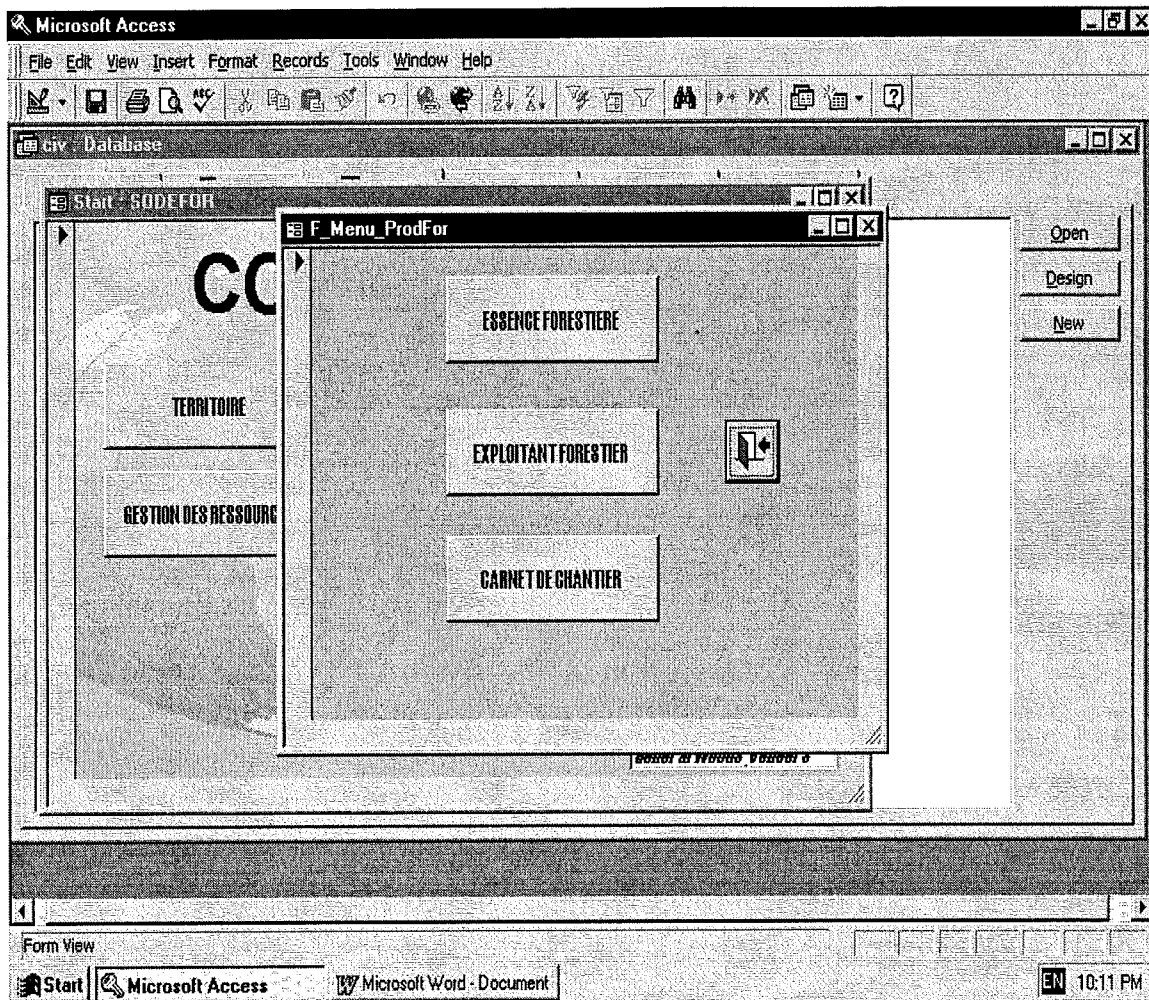 Microsoft Access
File Edit View Insert Format Records Tools Window Help
civ : Database
Start - SODEFOR
F_Menu_ProdFor
Open
CO
ESSENCE FORESTIERE
Design
New
TERRITOIRE
EXPLOITANT FORESTIER
GESTION DES RESSOURC
CARNET DE CHANTIER
Form View
Start Microsoft Access Microsoft Word - Document EN 10:11 PM